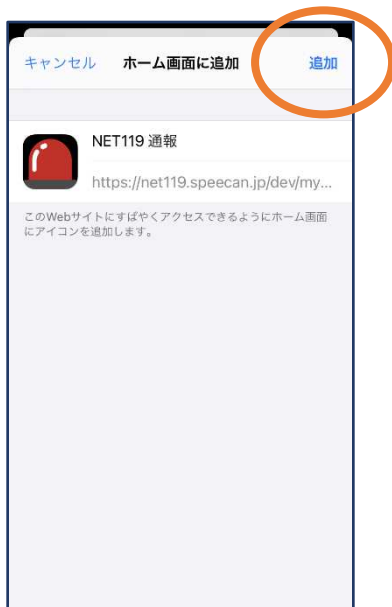 キャンセル ホーム画面に追加 追加
NET119 通報
https://net119.speecan.jp/dev/my...
このWebサイトにすばやくアクセスできるようにホーム画面
にアイコンを追加します。